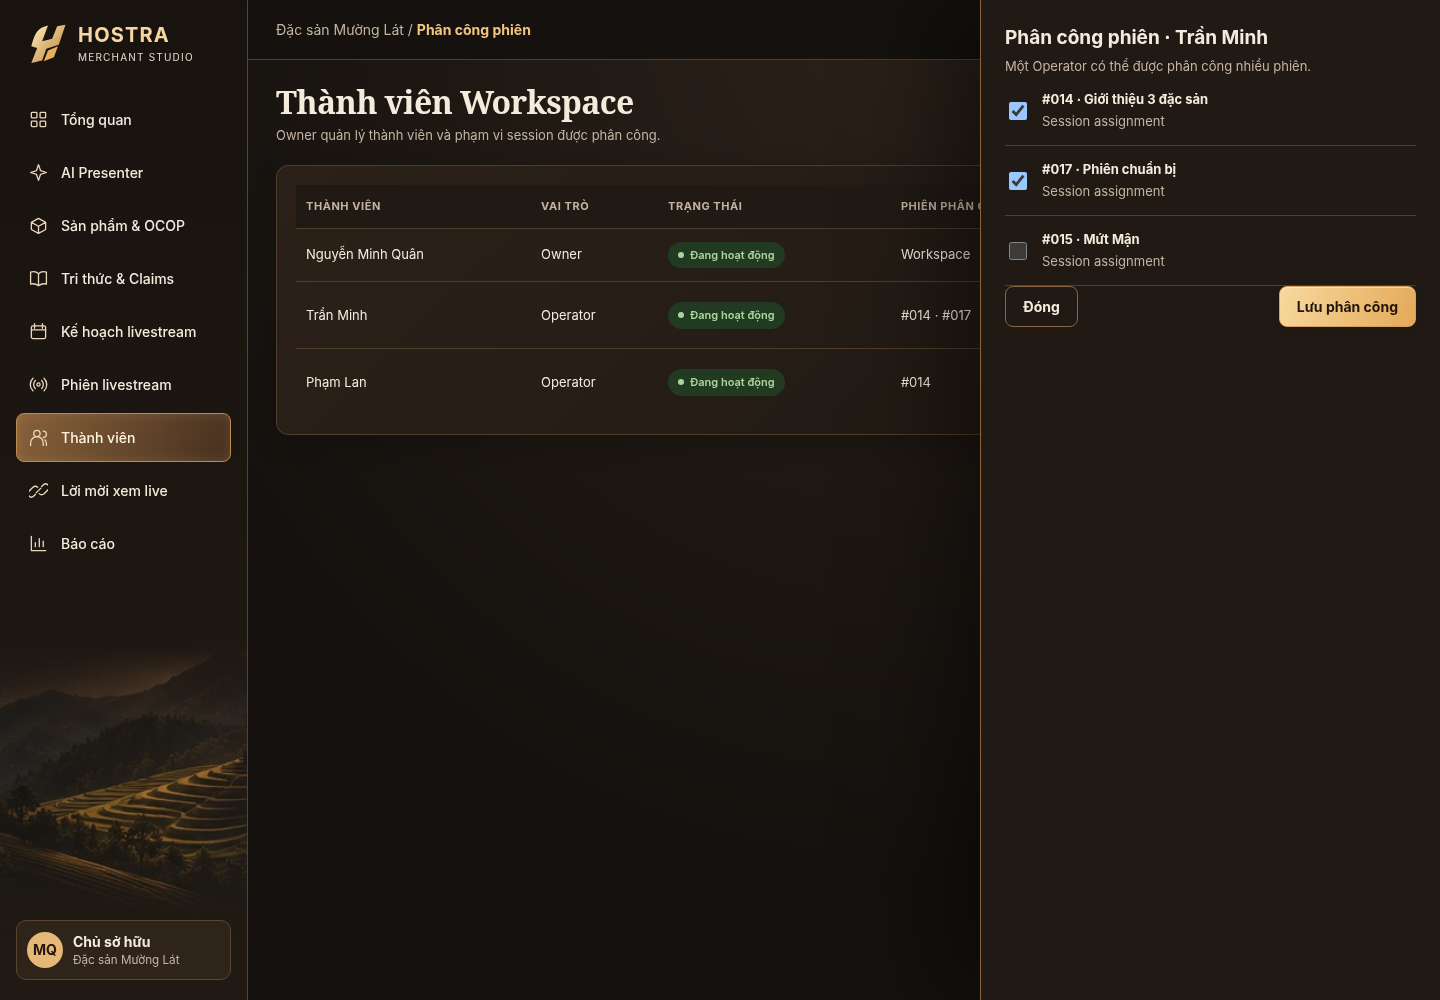 HOSTRA
MERCHANT STUDIO
Tổng quan
AI Presenter
Sản phẩm & OCOP
Tri thức & Claims
Kế hoạch livestream
Phiên livestream
Thành viên
Lời mời xem live
Báo cáo
MQ
Chủ sở hữu
Đặc sản Mường Lát
Đặc sản Mường Lát / Phân công phiên
Thành viên Workspace
Owner quản lý thành viên và phạm vi session được phân công.
THÀNH VIÊN VAI TRÒ TRẠNG THÁI PHIÊN PHÂN
Nguyễn Minh Quân Owner Đang hoạt động Workspace
Trần Minh Operator Đang hoạt động #014 · #017
Phạm Lan Operator Đang hoạt động #014
Phân công phiên · Trần Minh
Một Operator có thể được phân công nhiều phiên.
#014 · Giới thiệu 3 đặc sản
Session assignment
#017 · Phiên chuẩn bị
Session assignment
#015 · Mứt Mận
Session assignment
Đóng Lưu phân công